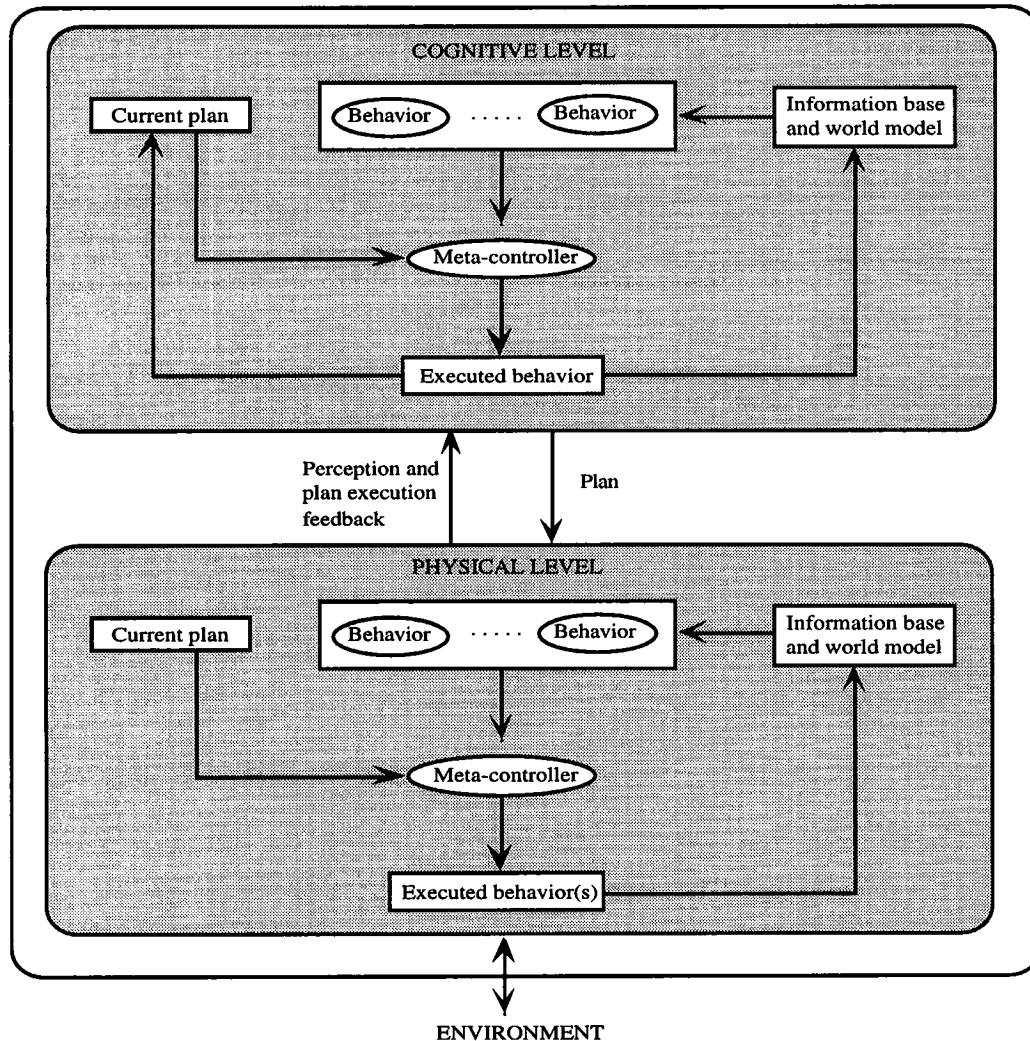 COGNITIVE LEVEL
Current plan
Behavior ..... Behavior
Information base
and world model
Meta-controller
Executed behavior
Perception and
plan execution
feedback
Plan
PHYSICAL LEVEL
Current plan
Behavior ..... Behavior
Information base
and world model
Meta-controller
Executed behavior(s)
ENVIRONMENT